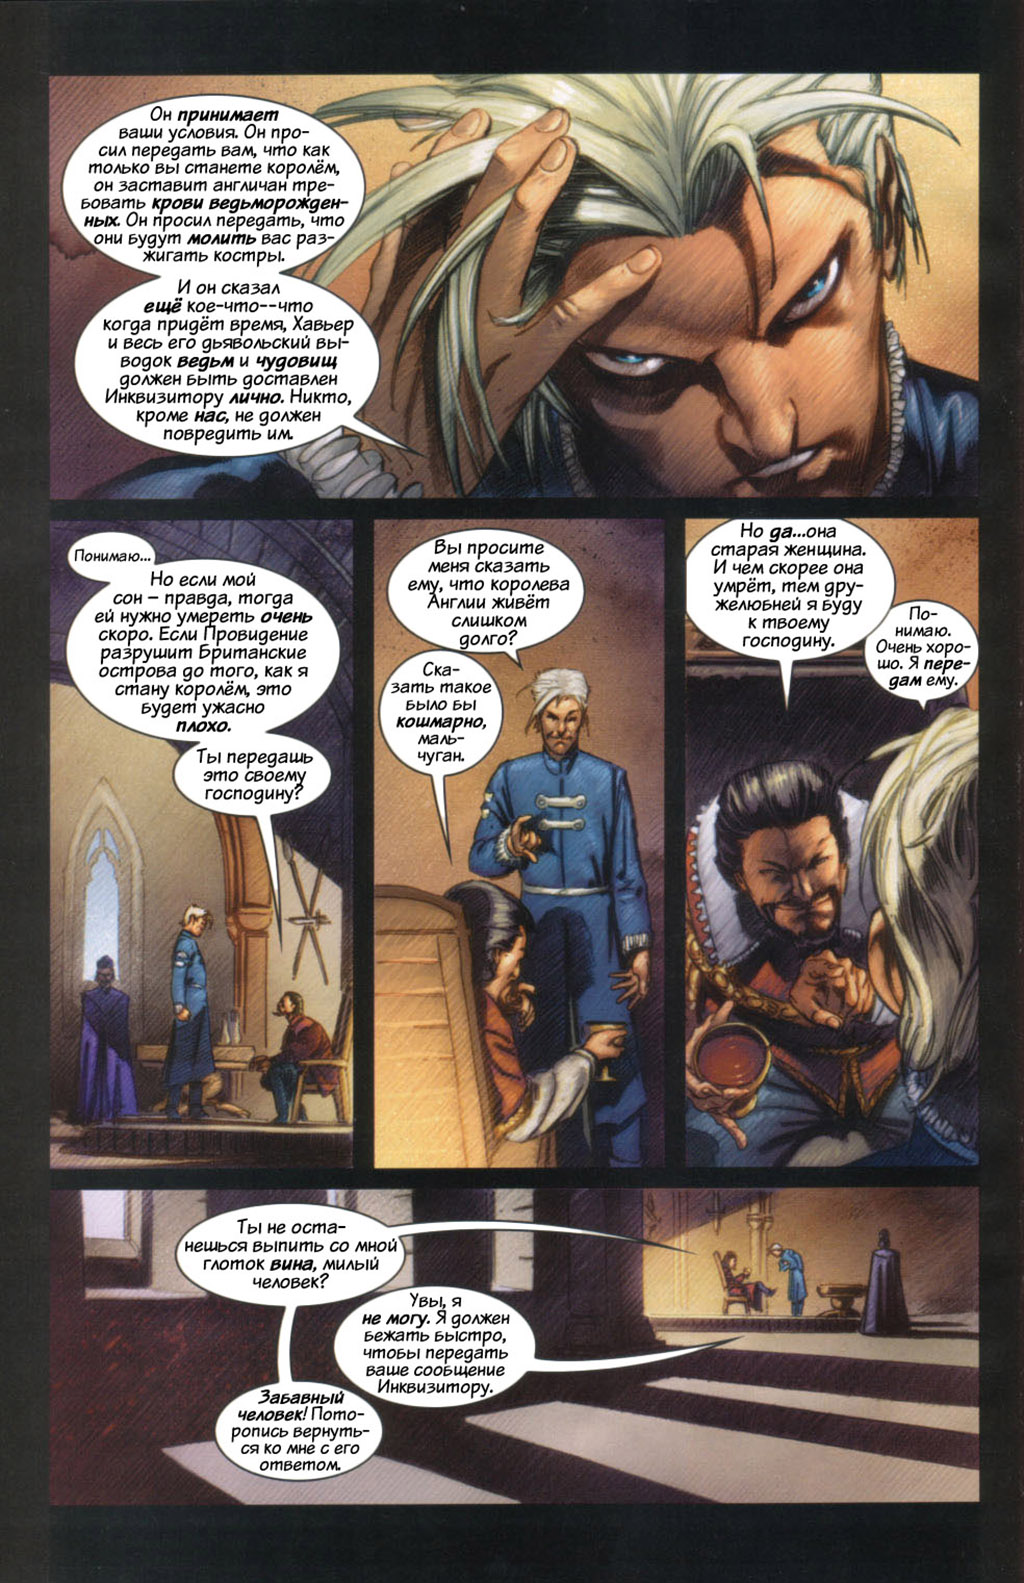 Он принимает
ваши условия. Он про-
сил передать вам, что как
только вы станете королём,
он заставит англичан тре-
бовать крови ведьморожден-
ных. Он просил передать, что
они будут молить вас раз-
жигать костры.
И он сказал
ещё кое-что--что
когда придёт время, Хавьер
и весь его дьявольский вы-
водок ведьм и чудовищ
должен быть доставлен
Инквизитору лично. Никто,
кроме нас, не должен
повредить им.
Понимаю...
Но если мой
сон – правда, тогда
ей нужно умереть очень
скоро. Если Провидение
разрушит Британские
острова до того, как я
стану королём, это
будет ужасно
плохо.
Ты передашь
это своему
господину?
Вы просите
меня сказать
ему, что королева
Англии живёт
слишком
долго?
Ска-
зать такое
было бы
кошмарно,
маль-
чуган.
Но да...она
старая женщина.
И чем скорее она
умрёт, тем дру-
желюбней я буду
к твоему
господину.
По-
нимаю.
Очень хоро-
шо. Я пере-
дам ему.
Ты не оста-
нешься выпить со мной
глоток вина, милый
человек?
Увы, я
не могу. Я должен
бежать быстро,
чтобы передать
ваше сообщение
Инквизитору.
Забавный
человек! Пото-
ропись вернуть-
ся ко мне с его
ответом.